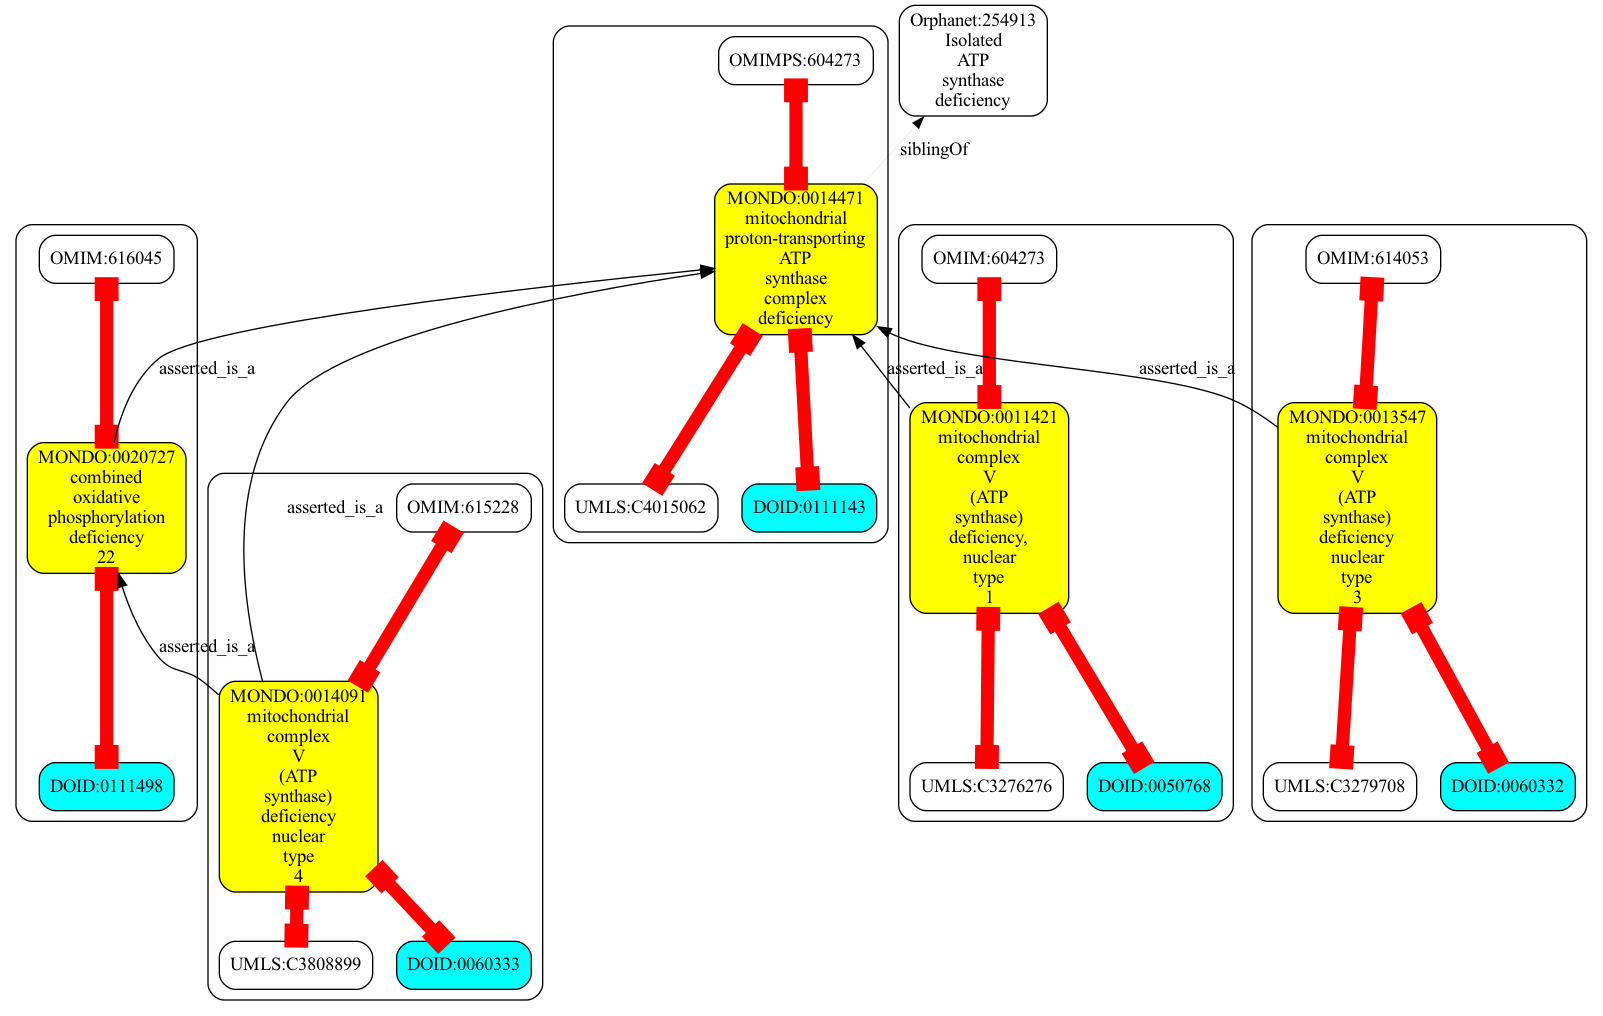 Orphanet:254913
Isolated
ATP
synthase
deficiency
OMIMPS:604273
siblingOf
MONDO:0014471
mitochondrial
proton-transporting
ATP
synthase
complex
deficiency
OMIM:616045
OMIM:604273
OMIM:614053
asserted_is_a
asserted_is_a
asserted_is_a
MONDO:0020727
combined
oxidative
phosphorylation
deficiency
22
asserted_is_a
OMIM:615228
UMLS:C4015062
DOID:0111143
MONDO:0011421
mitochondrial
complex
V
(ATP
synthase)
deficiency,
nuclear
type
1
MONDO:0013547
mitochondrial
complex
V
(ATP
synthase)
deficiency
nuclear
type
3
asserted_is_a
MONDO:0014091
mitochondrial
complex
V
(ATP
synthase)
deficiency
nuclear
type
4
DOID:0111498
UMLS:C3276276
DOID:0050768
UMLS:C3279708
DOID:0060332
UMLS:C3808899
DOID:0060333